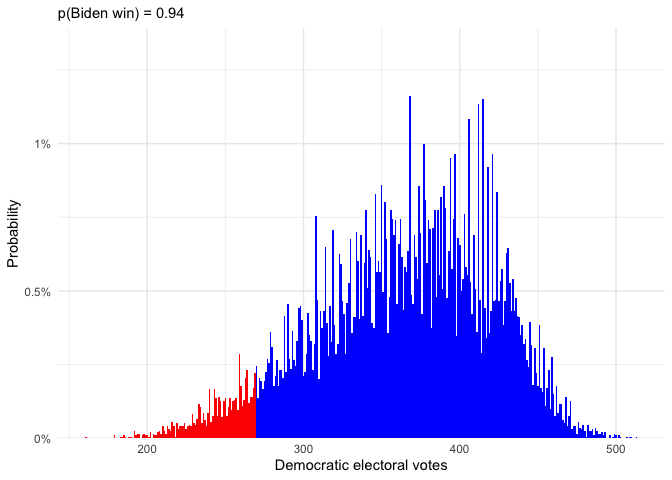 p(Biden win) = 0.94
Probability
1%
0.5%
0%
200
300
400
500
Democratic electoral votes